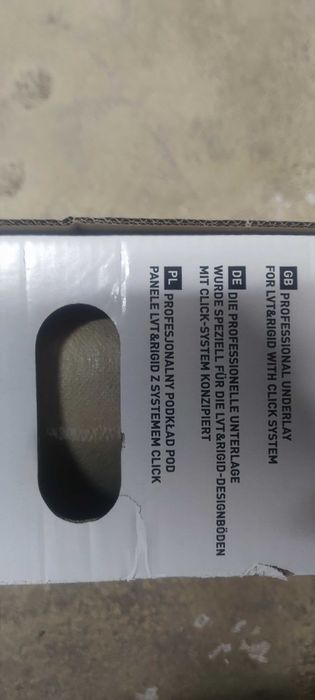 GB PROFESSIONAL UNDERLAY
FOR LVT&RIGID WITH CLICK SYSTEM
DE DIE PROFESSIONELLE UNTERLAGE
WURDE SPEZIELL FÜR DIE LVT&RIGID-DESIGNBÖDEN
MIT CLICK-SYSTEM KONZIPIERT
PL PROFESJONALNY PODKŁAD POD
PANELE LVT&RIGID Z SYSTEMEM CLICK